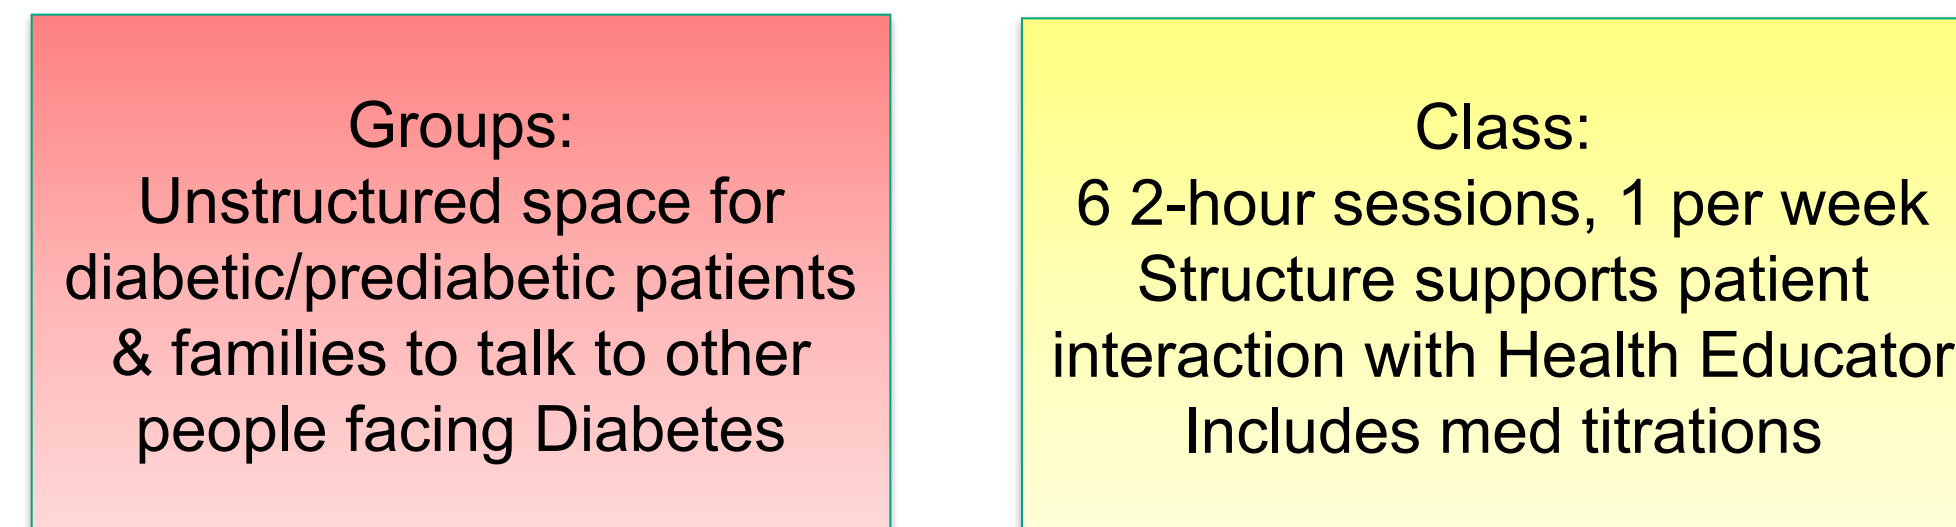 Groups:
Unstructured space for
diabetic/prediabetic patients
& families to talk to other
people facing Diabetes
Class:
6 2-hour sessions, 1 per week
Structure supports patient
interaction with Health Educator
Includes med titrations